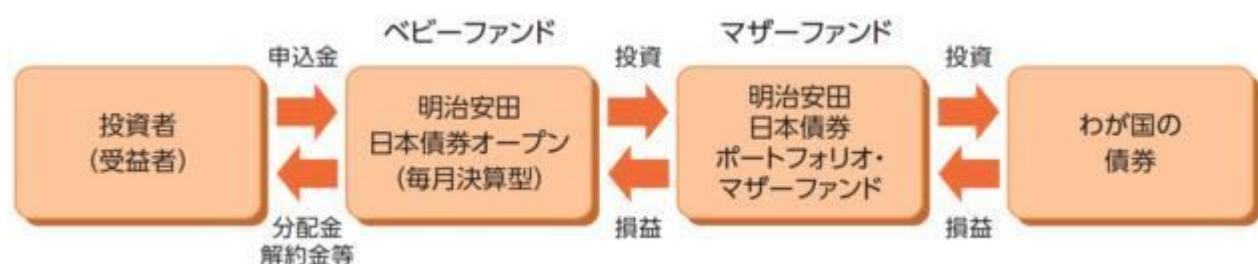 ベビーファンド
マザーファンド
申込金
投資
投資
投資者
(受益者)
明治安田
日本債券オープン
(毎月決算型)
明治安田
日本債券
ポートフォリオ・
マザーファンド
わが国の
債券
分配金
解約金等
損益
損益